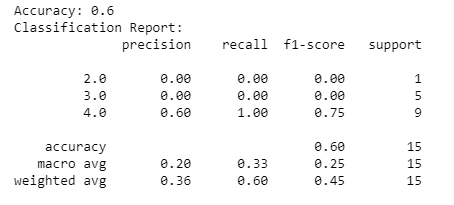 Accuracy: 0.6
Classification Report:
precision recall f1-score support
2.0 0.00 0.00 0.00 1
3.0 0.00 0.00 0.00 5
4.0 0.60 1.00 0.75 9
accuracy 0.60 15
macro avg 0.20 0.33 0.25 15
weighted avg 0.36 0.60 0.45 15